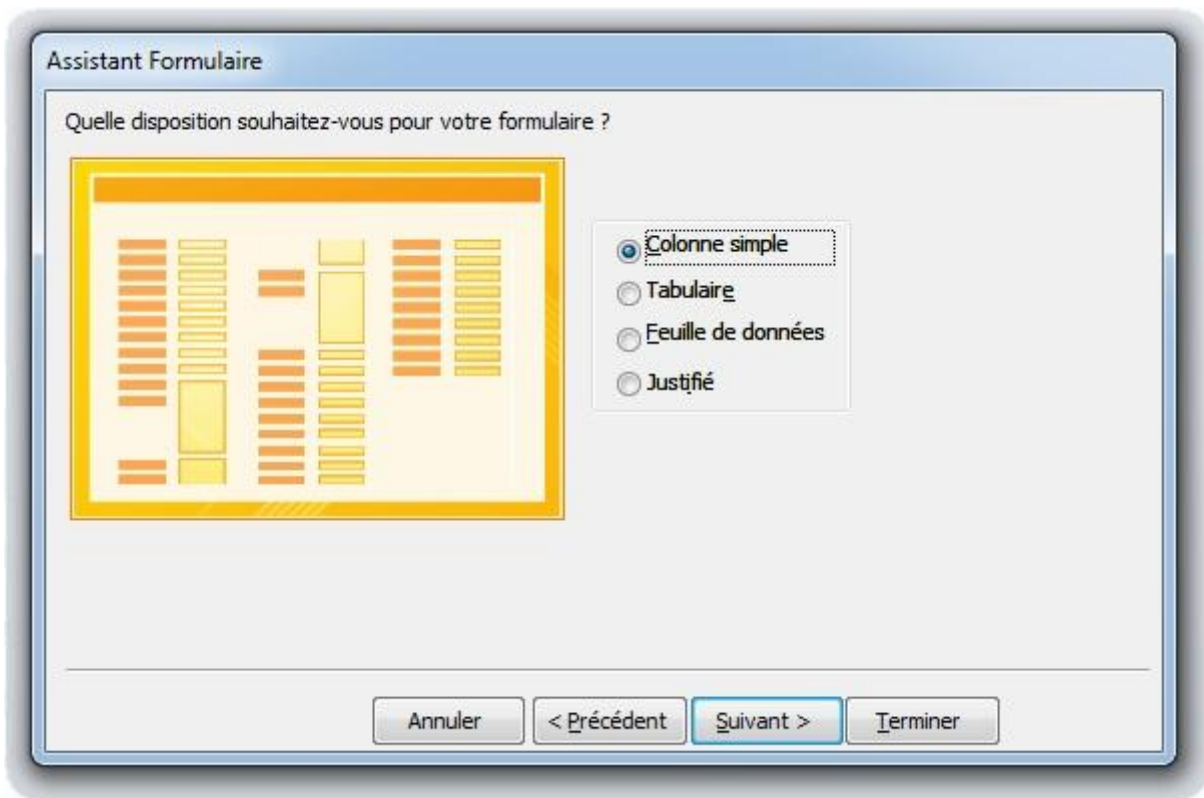 Assistant Formulaire
Quelle disposition souhaitez-vous pour votre formulaire ?
Colonne simple
Tabulaire
Feuille de données
Justifié
Annuler
< Précédent
Suivant >
Terminer